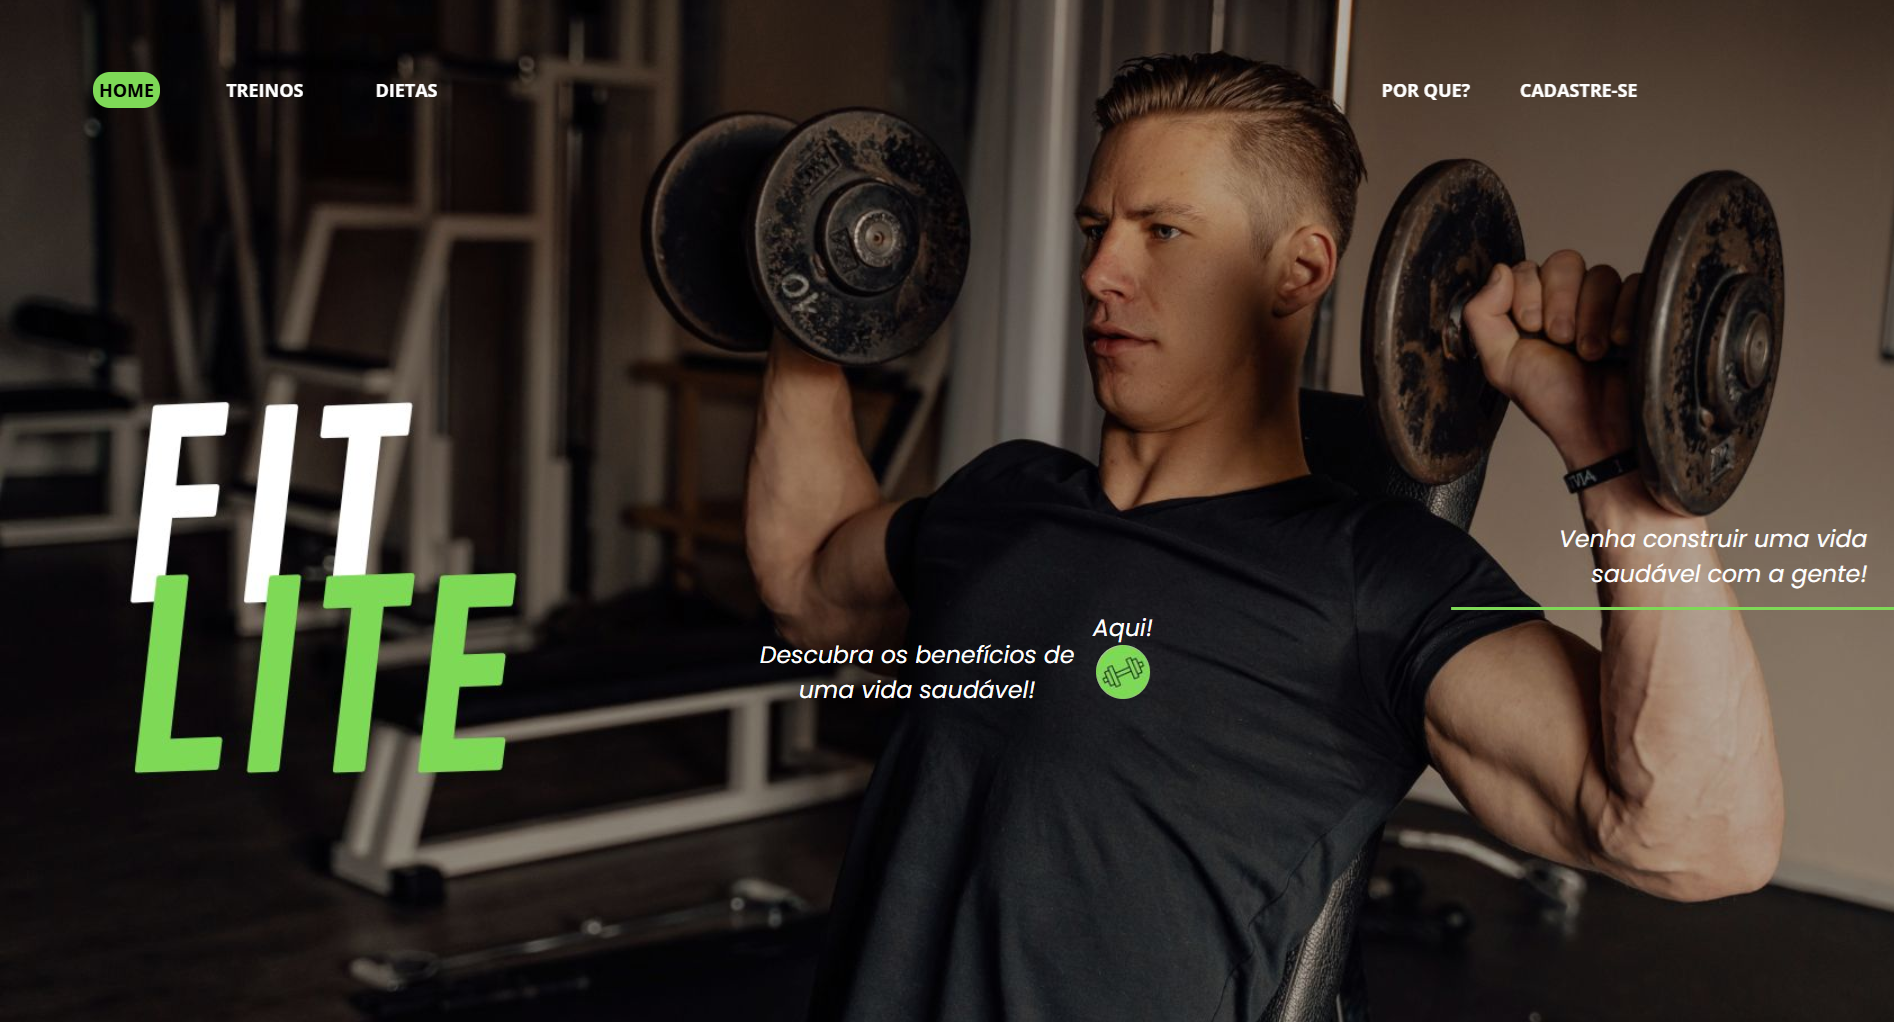 HOME
TREINOS
DIETAS
POR QUE?
CADASTRE-SE
FIT
LITE
Venha construir uma vida
saudável com a gente!
Aqui!
Descubra os benefícios de
uma vida saudável!
10